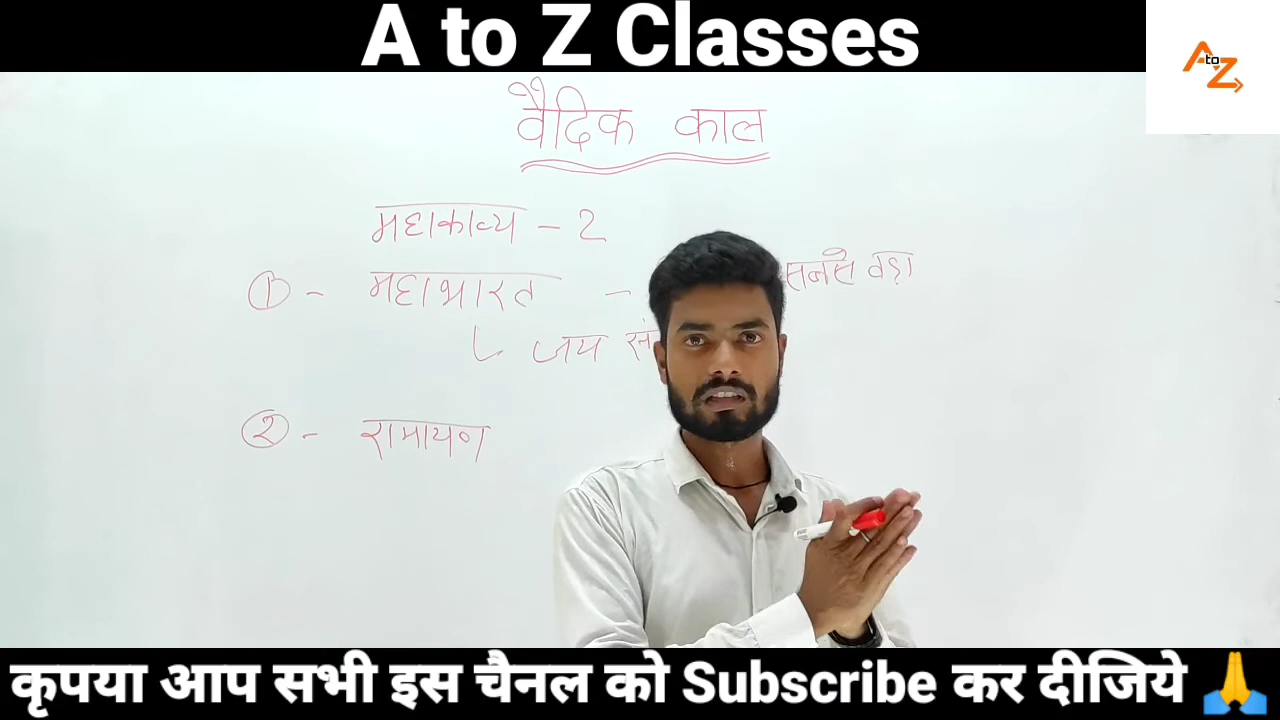 A to Z Classes
A to Z
वैदिक काल
महाकाव्य - 2
① - महाभारत - सबसे बड़ा
↳ जय सं
② - रामायण
कृपया आप सभी इस चैनल को Subscribe कर दीजिये 🙏